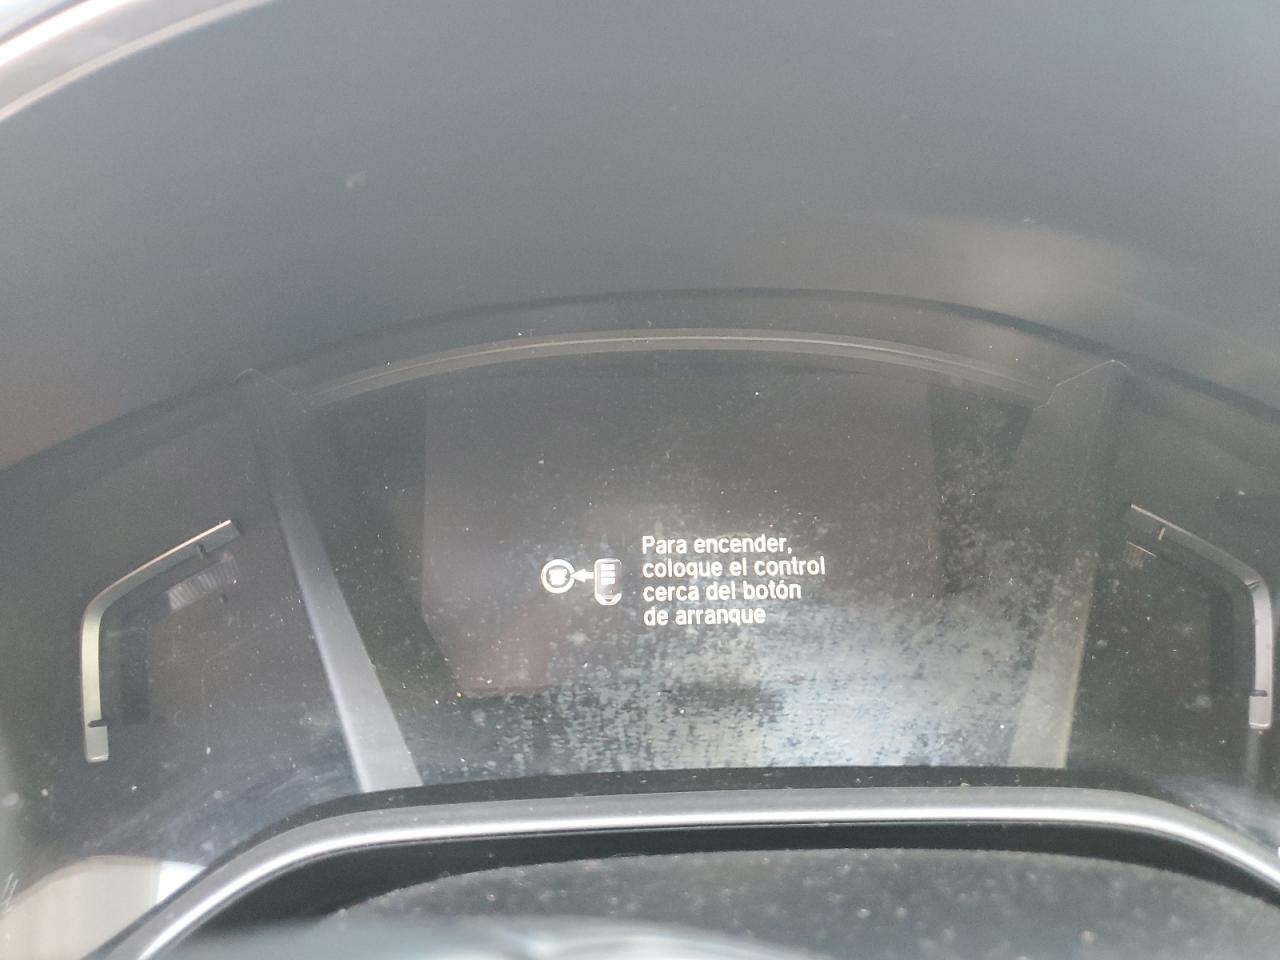 Para encender,
coloque el control
cerca del botón
de arranque